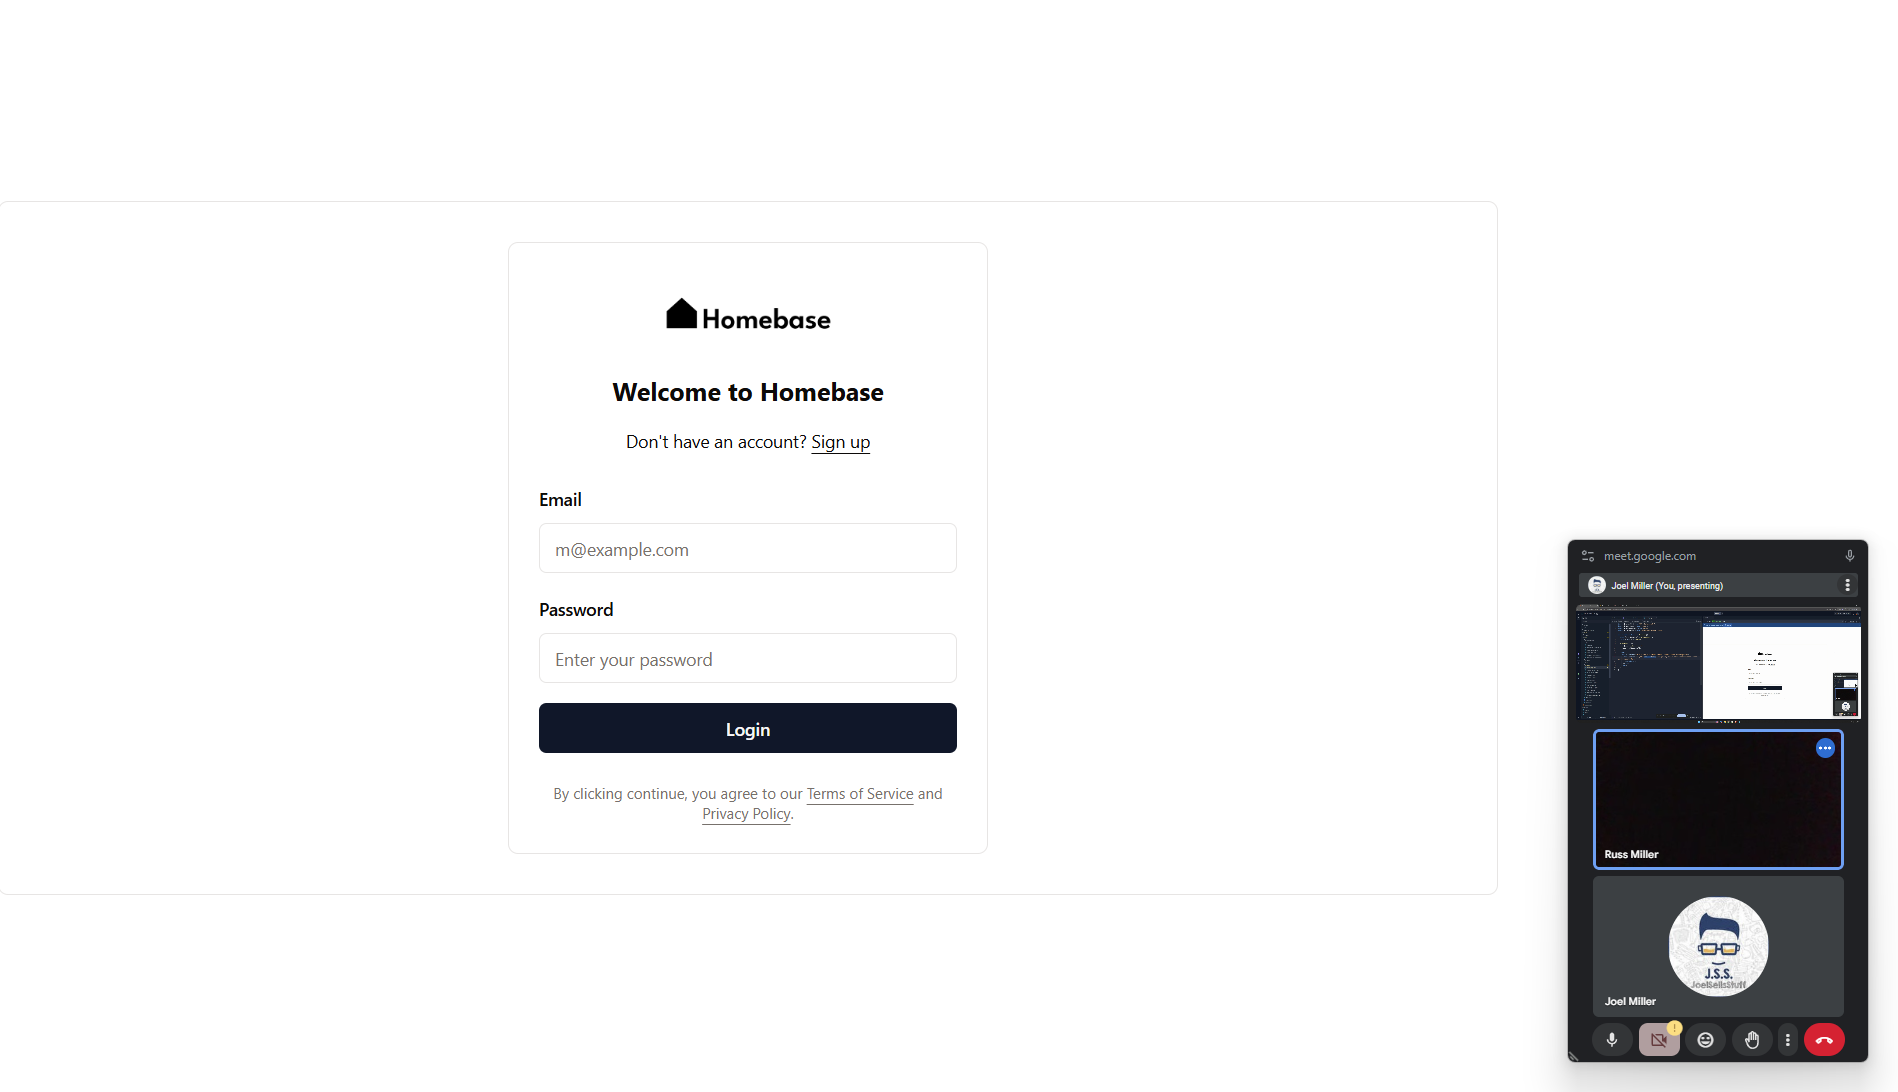 Homebase
Welcome to Homebase
Don't have an account? Sign up
Email
m@example.com
Password
Enter your password
Login
By clicking continue, you agree to our Terms of Service and
Privacy Policy.
meet.google.com
Joel Miller (You, presenting)
Russ Miller
J.S.S.
JoelSellsStuff
Joel Miller